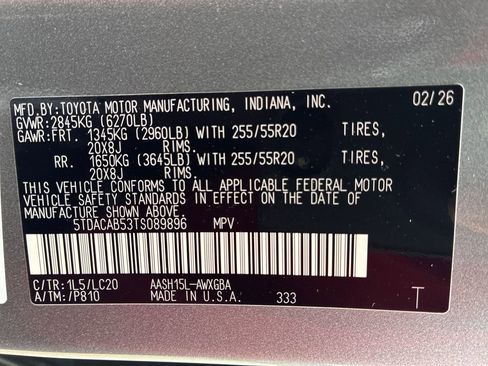 MFD.BY:TOYOTA MOTOR MANUFACTURING, INDIANA, INC. 02/26
GVWR:2845KG (6270LB)
GAWR:FRT. 1345KG (2960LB) WITH 255/55R20 TIRES,
20X8J RIMS.
RR. 1650KG (3645LB) WITH 255/55R20 TIRES,
20X8J RIMS.
THIS VEHICLE CONFORMS TO ALL APPLICABLE FEDERAL MOTOR
VEHICLE SAFETY STANDARDS IN EFFECT ON THE DATE OF
MANUFACTURE SHOWN ABOVE.
5TDACAB53TS089896 MPV
C/TR:1L5/LC20 AASH15L-AWXGBA
A/TM:/P810 MADE IN U.S.A. 333 T